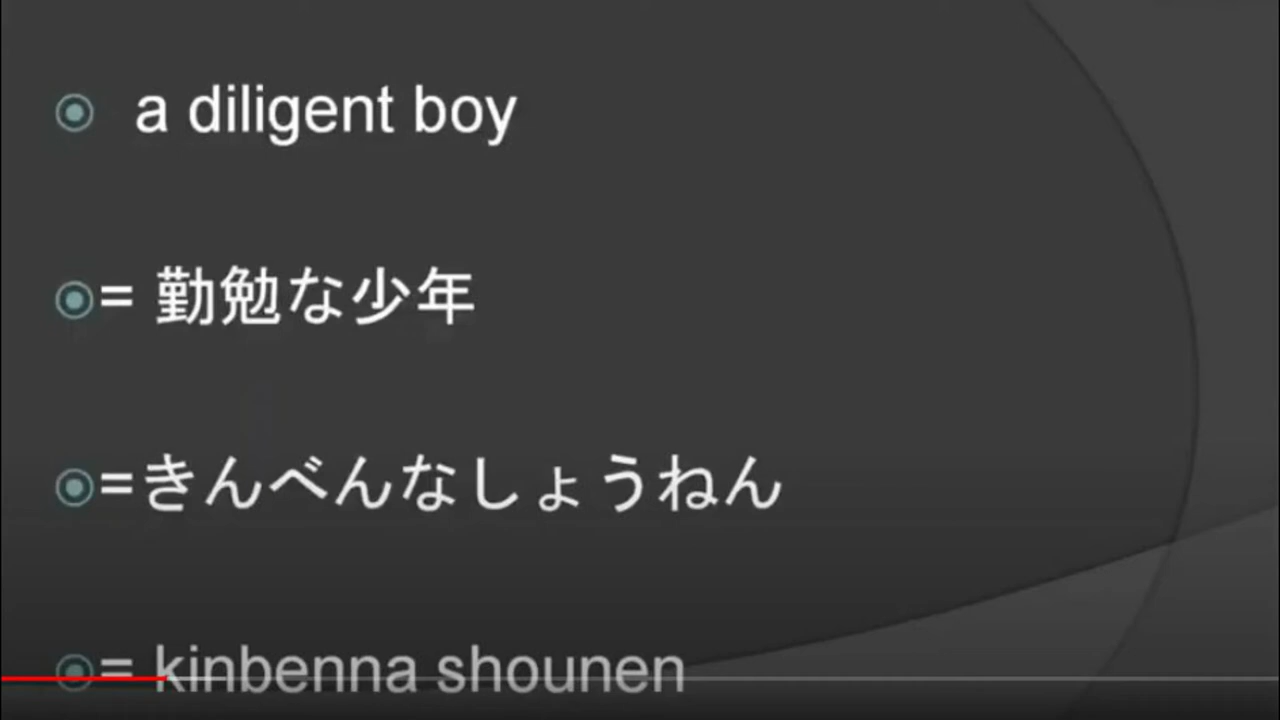 a diligent boy
= 勤勉な少年
=きんべんなしょうねん
= kinbenna shounen